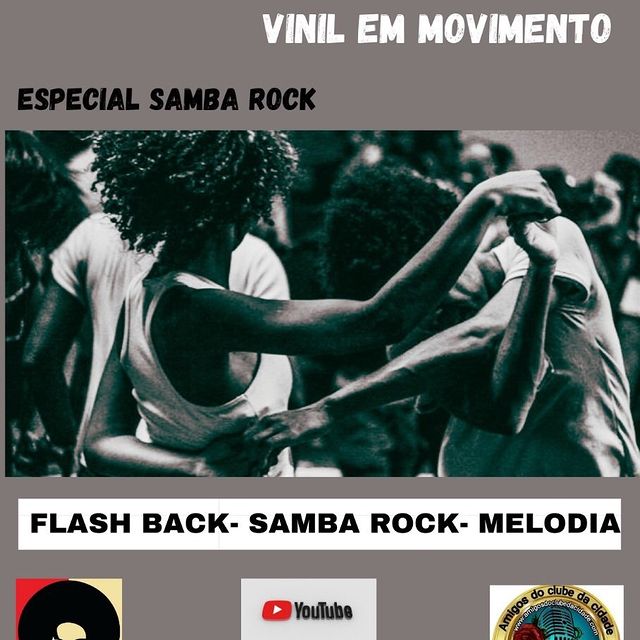 VINIL EM MOVIMENTO
ESPECIAL SAMBA ROCK
FLASH BACK- SAMBA ROCK- MELODIA
YouTube
Amigos do clube da cidade